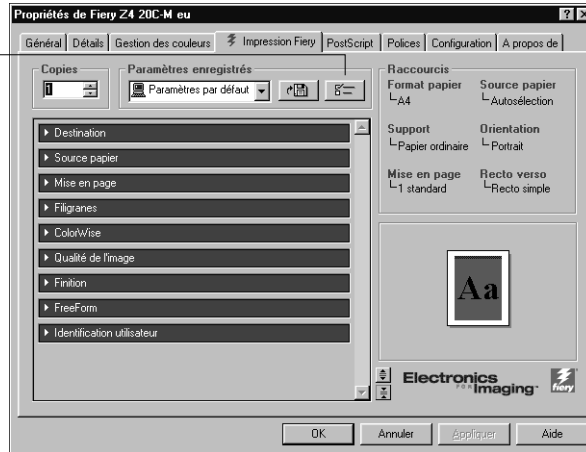 Propriétés de Fiery Z4 20C-M eu
Général Détails Gestion des couleurs Impression Fiery PostScript Polices Configuration A propos de
Copies
1
Paramètres enregistrés
Paramètres par défaut
Destination
Source papier
Mise en page
Filigranes
ColorWise
Qualité de l'image
Finition
FreeForm
Identification utilisateur
Raccourcis
Format papier Source papier
A4 Autosélection
Support Orientation
Papier ordinaire Portrait
Mise en page Recto verso
1 standard Recto simple
Aa
Electronics
FOR Imaging
fiery
OK Annuler Appliquer Aide